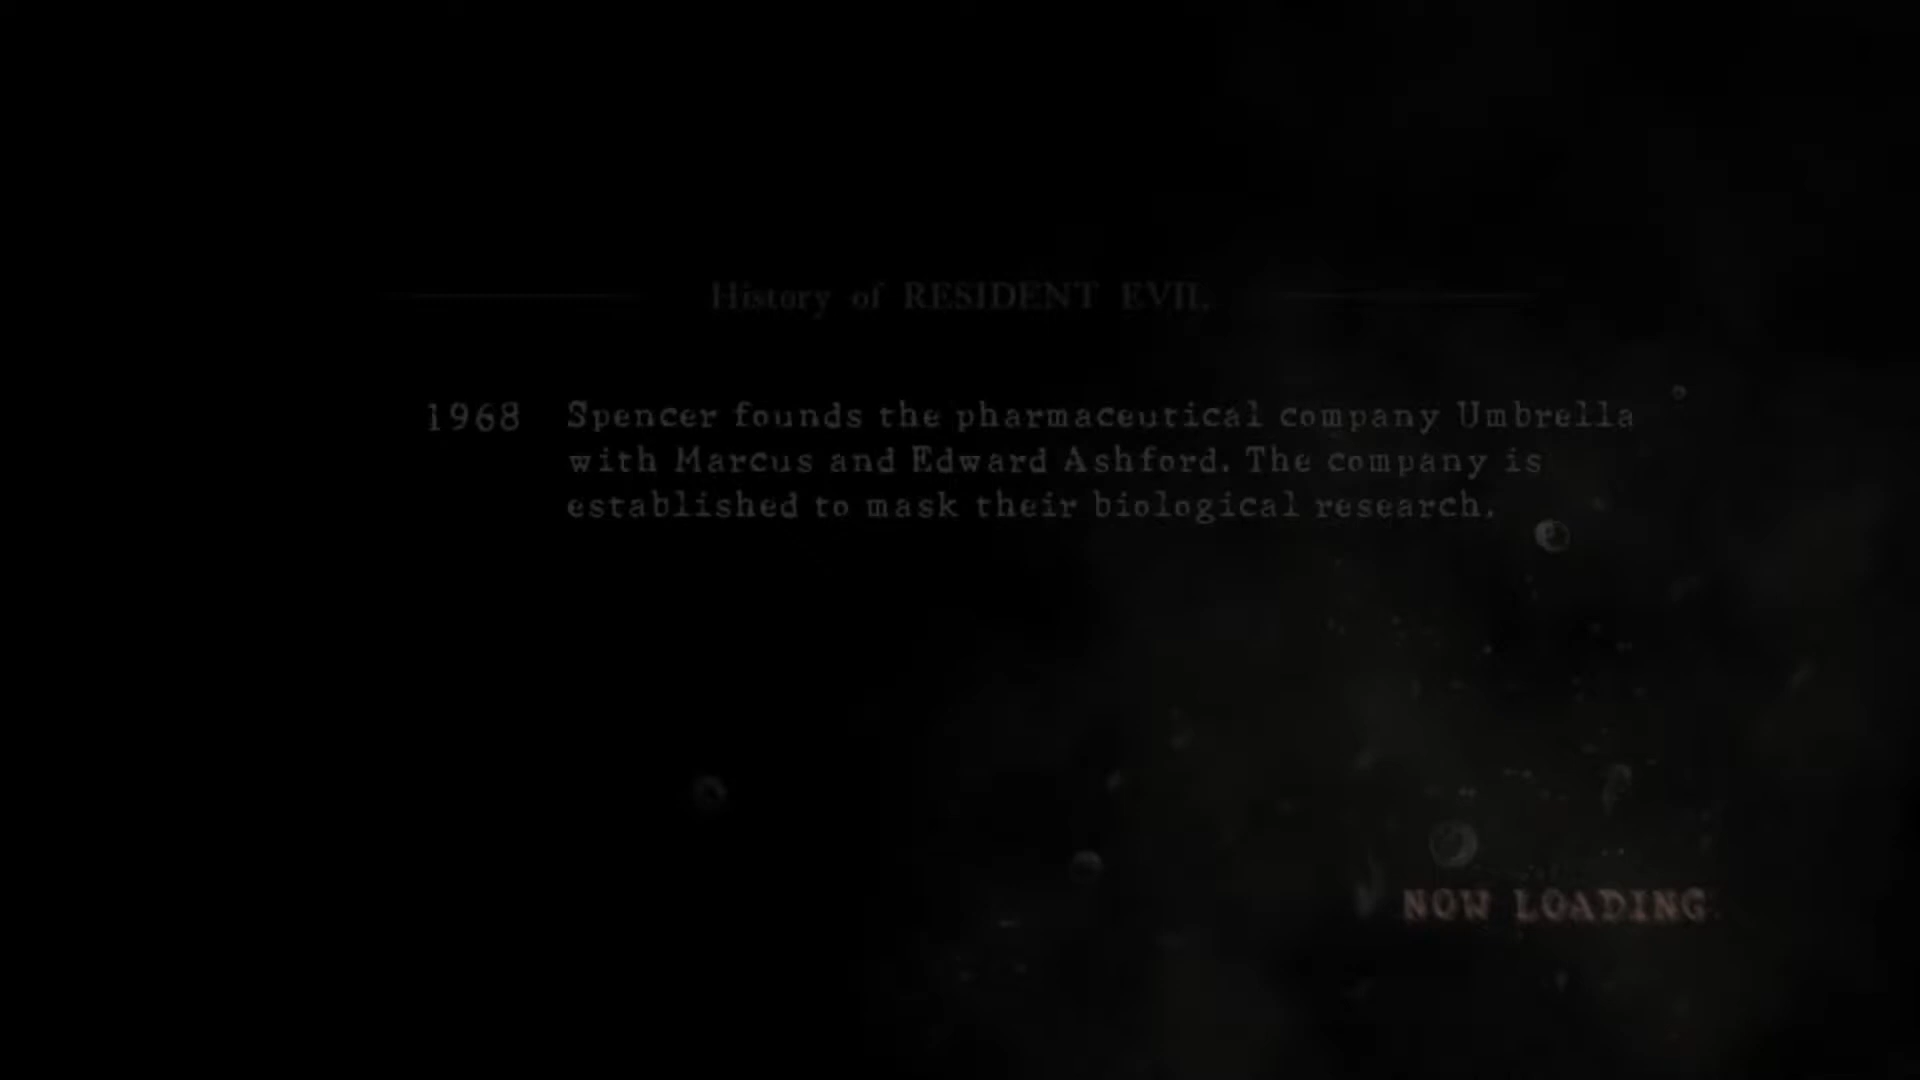 History of RESIDENT EVIL
1968 Spencer founds the pharmaceutical company Umbrella
with Marcus and Edward Ashford. The company is
established to mask their biological research.
NOW LOADING